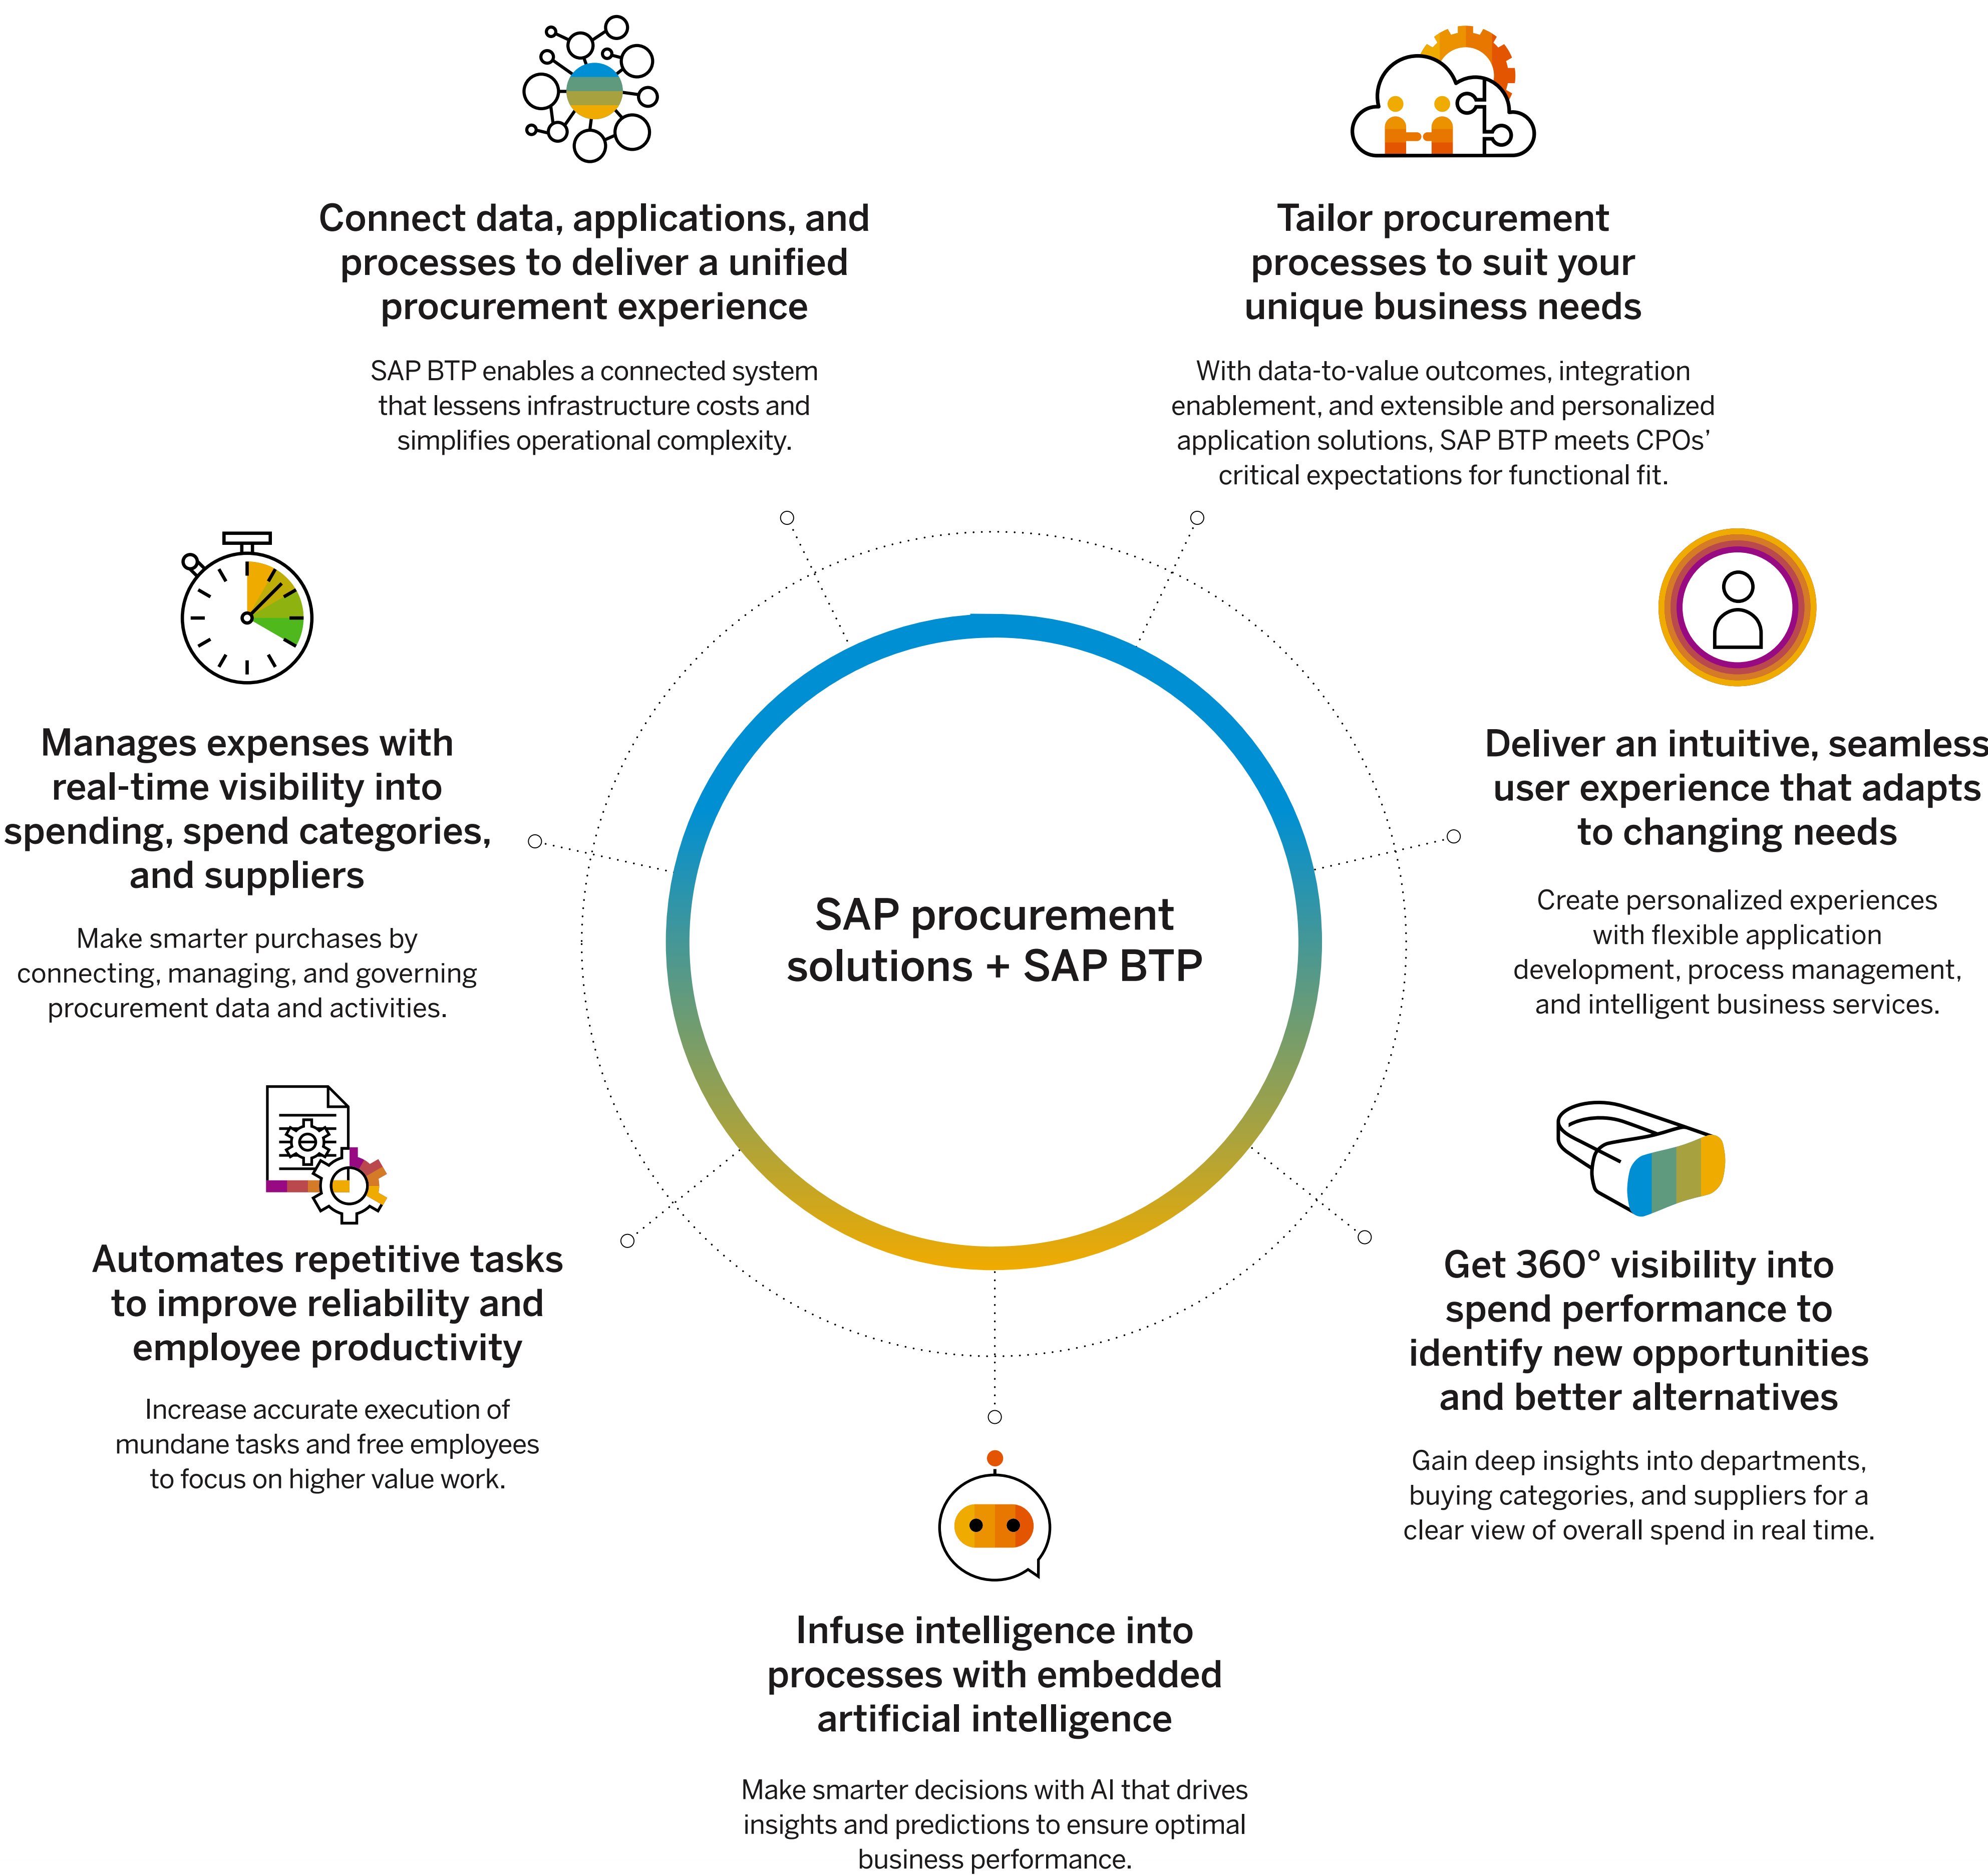 Connect data, applications, and
processes to deliver a unified
procurement experience
SAP BTP enables a connected system
that lessens infrastructure costs and
simplifies operational complexity.
Tailor procurement
processes to suit your
unique business needs
With data-to-value outcomes, integration
enablement, and extensible and personalized
application solutions, SAP BTP meets CPOs’
critical expectations for functional fit.
Manages expenses with
real-time visibility into
spending, spend categories,
and suppliers
Make smarter purchases by
connecting, managing, and governing
procurement data and activities.
SAP procurement
solutions + SAP BTP
Deliver an intuitive, seamless
user experience that adapts
to changing needs
Create personalized experiences
with flexible application
development, process management,
and intelligent business services.
Automates repetitive tasks
to improve reliability and
employee productivity
Increase accurate execution of
mundane tasks and free employees
to focus on higher value work.
Get 360° visibility into
spend performance to
identify new opportunities
and better alternatives
Gain deep insights into departments,
buying categories, and suppliers for a
clear view of overall spend in real time.
Infuse intelligence into
processes with embedded
artificial intelligence
Make smarter decisions with AI that drives
insights and predictions to ensure optimal
business performance.